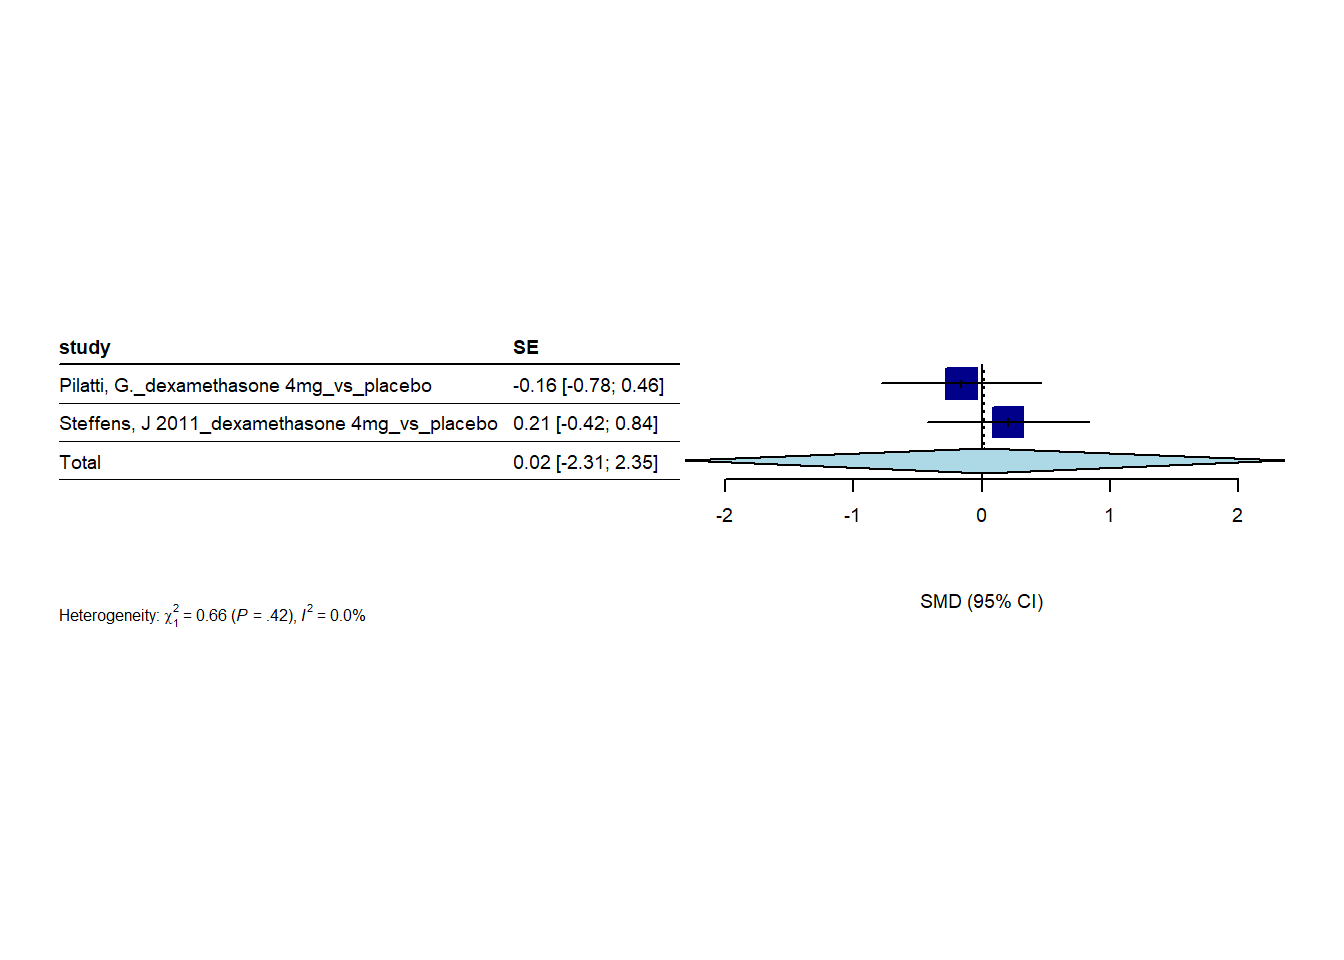 study SE
Pilatti, G._dexamethasone 4mg_vs_placebo -0.16 [-0.78; 0.46]
Steffens, J 2011_dexamethasone 4mg_vs_placebo 0.21 [-0.42; 0.84]
Total 0.02 [-2.31; 2.35]
-2 -1 0 1 2
SMD (95% CI)
Heterogeneity: χ²₁ = 0.66 (P = .42), I² = 0.0%